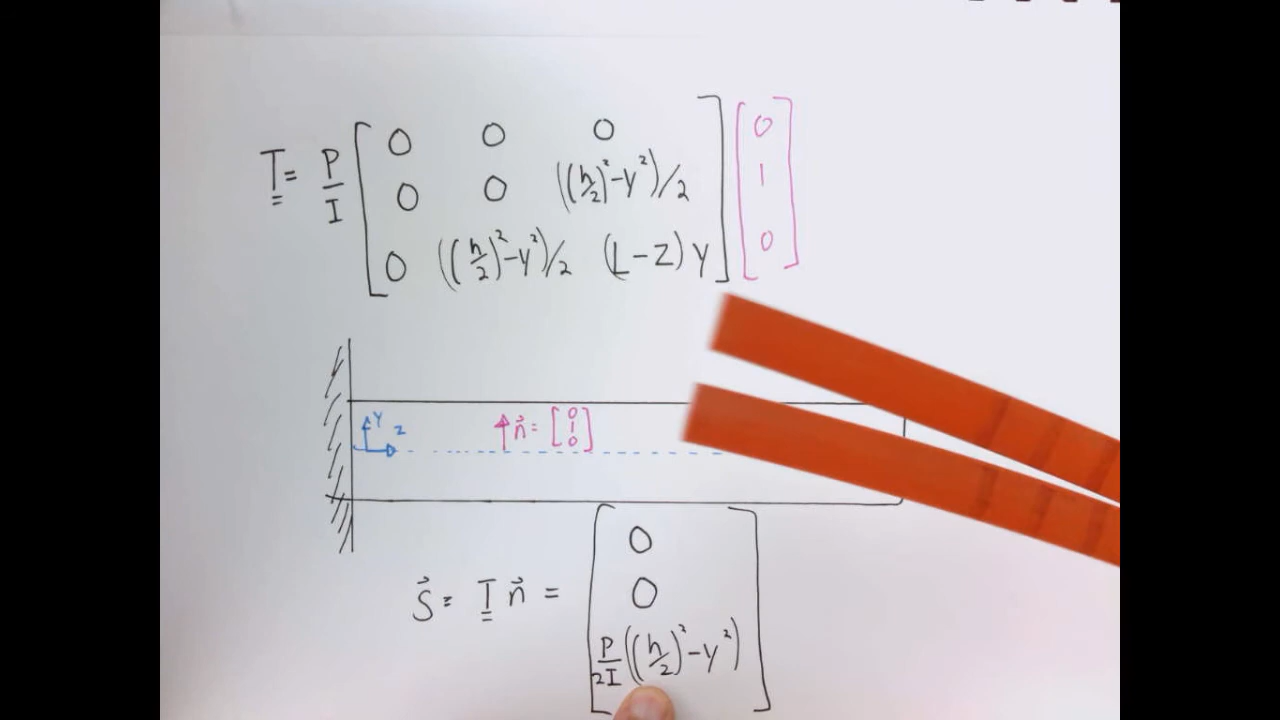 T = P/I [ 0 0 0
0 0 ((h/2)²-y²)/2
0 ((h/2)²-y²)/2 (L-z)y ] [ 0 1 0 ]
y
z
n⃗ = [ 0 1 0 ]
S⃗ = T n⃗ = [ 0
0
P/2I ((h/2)²-y²) ]